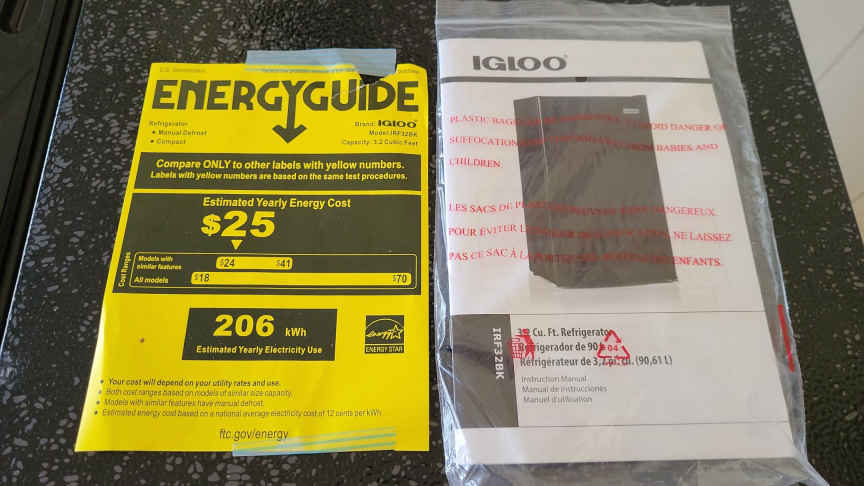 U.S. Government
purchase
ENERGYGUIDE
Refrigerator
• Manual Defrost
• Compact
Brand: IGLOO
Model IRF32BK
Capacity: 3.2 Cubic Feet
Compare ONLY to other labels with yellow numbers.
Labels with yellow numbers are based on the same test procedures.
Estimated Yearly Energy Cost
$25
Cost Ranges
Models with
similar features
$24 $41
All models
$18 $70
206 kWh
Estimated Yearly Electricity Use
energy
ENERGY STAR
• Your cost will depend on your utility rates and use.
• Both cost ranges based on models of similar size capacity.
• Models with similar features have manual defrost.
• Estimated energy cost based on a national average electricity cost of 12 cents per kWh
ftc.gov/energy
IGLOO
PLASTIC BAGS DANGER OF
SUFFOCATION BABIES AND
CHILDREN
LES SACS DE DANGEREUX.
POUR ÉVITER NE LAISSEZ
PAS CE SAC À LA ENFANTS.
IRF32BK
Cu. Ft. Refrigerator
Refrigerador de 90
Réfrigérateur de 3,2 pi. cu. (90,61 L)
04
Instruction Manual
Manual de instrucciones
Manuel d'utilisation